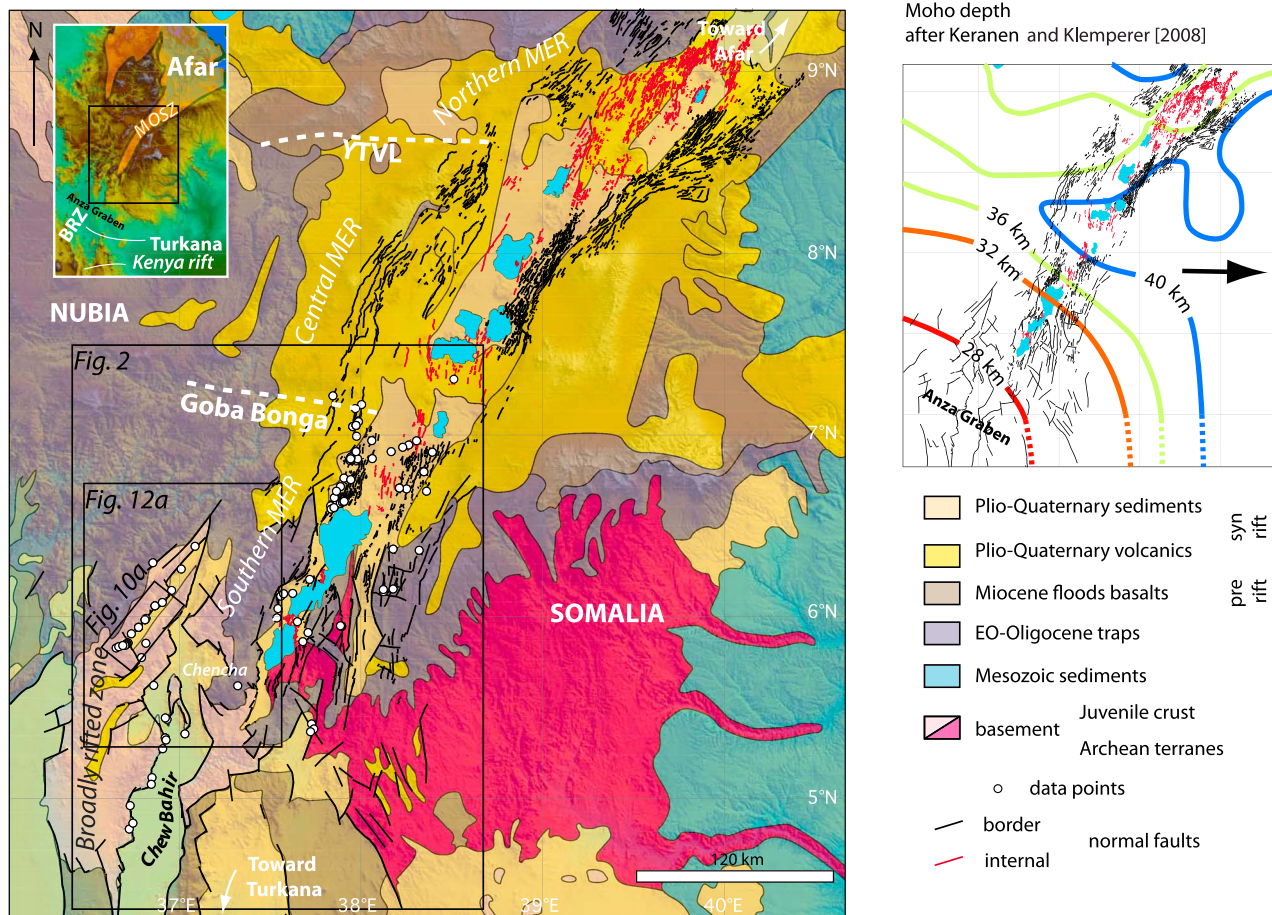 N
Afar
MOSZ
Anza Graben
BRZ
Turkana
Kenya rift
Toward
Afar
Northern MER
9°N
YTVL
Central MER
8°N
NUBIA
Fig. 2
Goba Bonga
7°N
Fig. 12a
Southern MER
Fig. 10a
SOMALIA
6°N
Chencha
Broadly rifted zone
Chew Bahir
5°N
Toward
Turkana
120 km
37°E
38°E
39°E
40°E
Moho depth
after Keranen and Klemperer [2008]
36 km
32 km
40 km
28 km
Anza Graben
Plio-Quaternary sediments
Plio-Quaternary volcanics
syn
rift
Miocene floods basalts
pre
rift
EO-Oligocene traps
Mesozoic sediments
basement
Juvenile crust
Archean terranes
data points
border
normal faults
internal